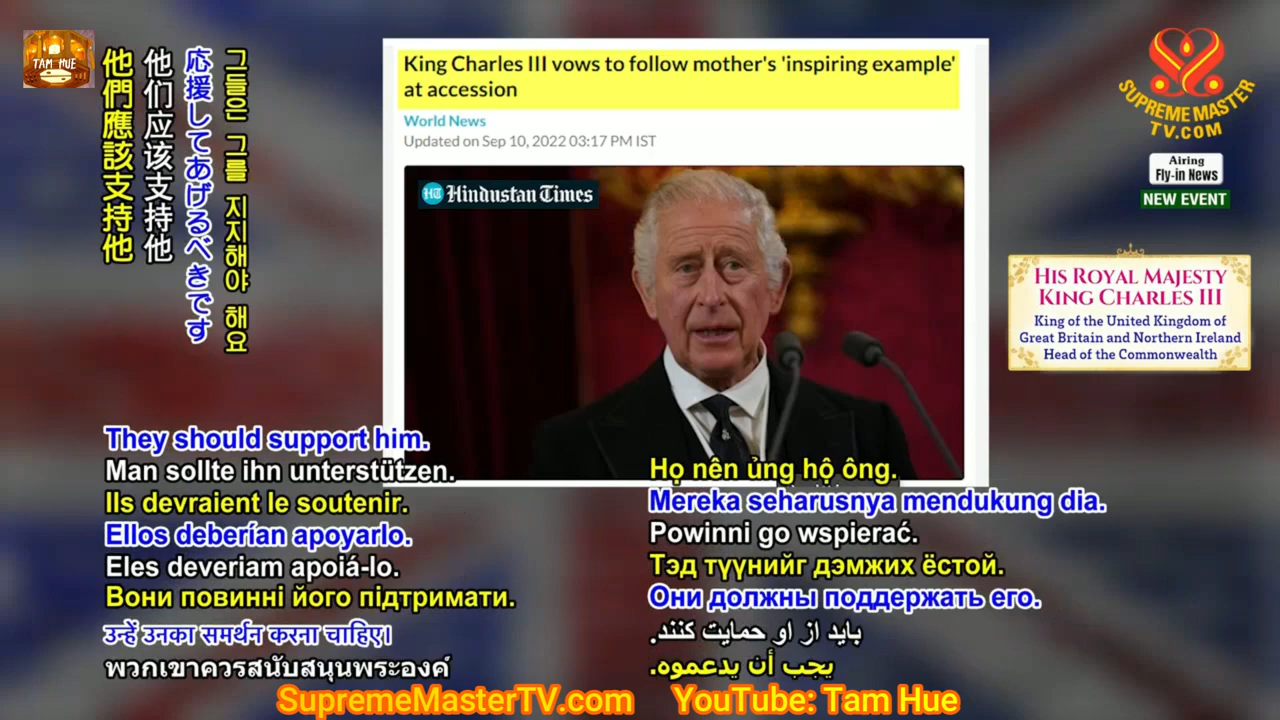 TAM HUE
他們應該支持他
他们应该支持他
応援してあげるべきです
그들은 그를 지지해야 해요
King Charles III vows to follow mother's 'inspiring example'
at accession
World News
Updated on Sep 10, 2022 03:17 PM IST
HT Hindustan Times
SUPREME MASTER
TV.COM
Airing
Fly-in News
NEW EVENT
HIS ROYAL MAJESTY
KING CHARLES III
King of the United Kingdom of
Great Britain and Northern Ireland
Head of the Commonwealth
They should support him.
Man sollte ihn unterstützen.
Ils devraient le soutenir.
Ellos deberían apoyarlo.
Eles deveriam apoiá-lo.
Вони повинні його підтримати.
उन्हें उनका समर्थन करना चाहिए।
พวกเขาควรสนับสนุนพระองค์
Họ nên ủng hộ ông.
Mereka seharusnya mendukung dia.
Powinni go wspierać.
Тэд түүнийг дэмжих ёстой.
Они должны поддержать его.
باید از او حمایت کنند.
يجب أن يدعموه.
SupremeMasterTV.com YouTube: Tam Hue